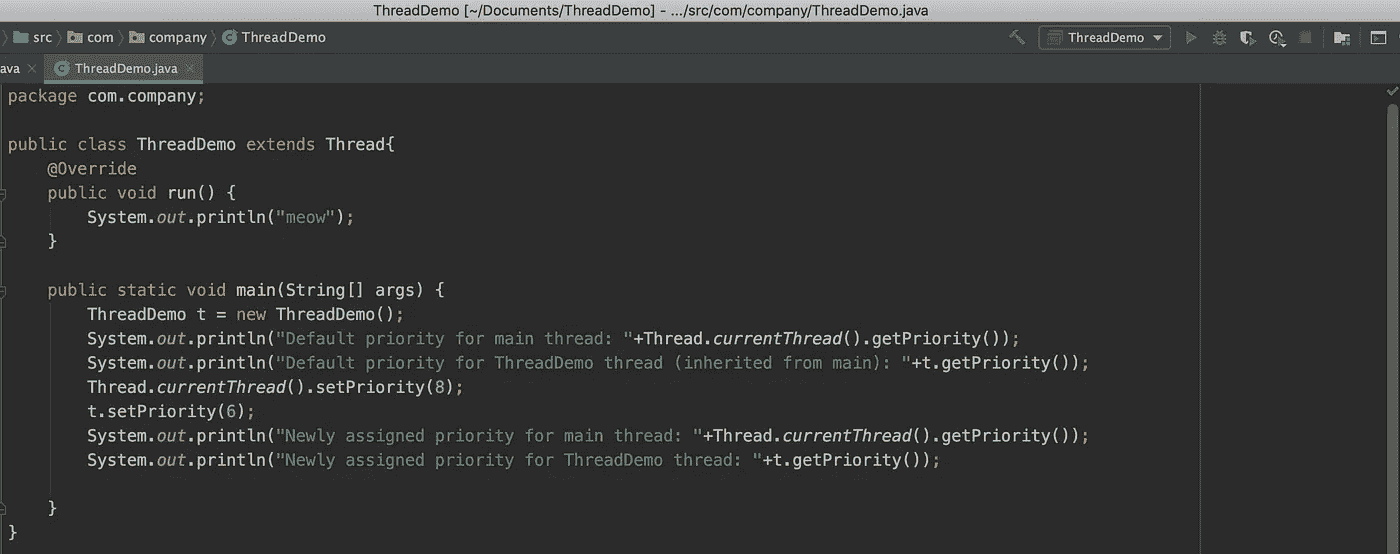 ThreadDemo [~/Documents/ThreadDemo] - .../src/com/company/ThreadDemo.java
src com company ThreadDemo ThreadDemo
ava ThreadDemo.java
package com.company;
public class ThreadDemo extends Thread{
@Override
public void run() {
System.out.println("meow");
}
public static void main(String[] args) {
ThreadDemo t = new ThreadDemo();
System.out.println("Default priority for main thread: "+Thread.currentThread().getPriority());
System.out.println("Default priority for ThreadDemo thread (inherited from main): "+t.getPriority());
Thread.currentThread().setPriority(8);
t.setPriority(6);
System.out.println("Newly assigned priority for main thread: "+Thread.currentThread().getPriority());
System.out.println("Newly assigned priority for ThreadDemo thread: "+t.getPriority());
}
}